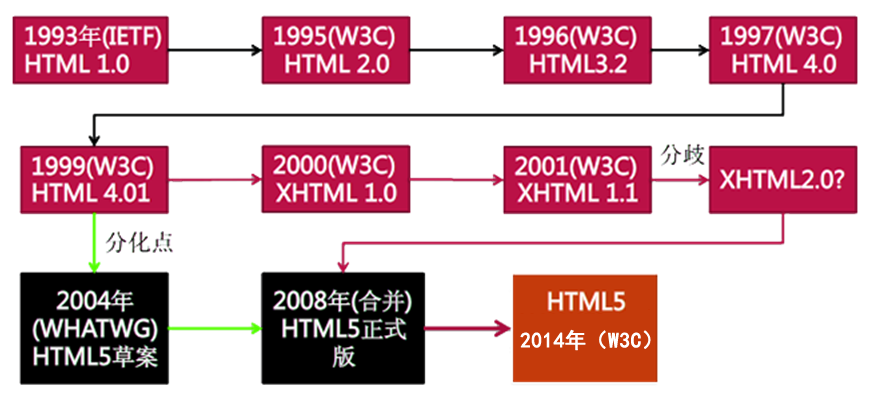 1993年(IETF)
HTML 1.0
1995(W3C)
HTML 2.0
1996(W3C)
HTML3.2
1997(W3C)
HTML 4.0
1999(W3C)
HTML 4.01
2000(W3C)
XHTML 1.0
2001(W3C)
XHTML 1.1
分歧
XHTML2.0?
分化点
2004年
(WHATWG)
HTML5草案
2008年(合并)
HTML5正式
版
HTML5
2014年（W3C）